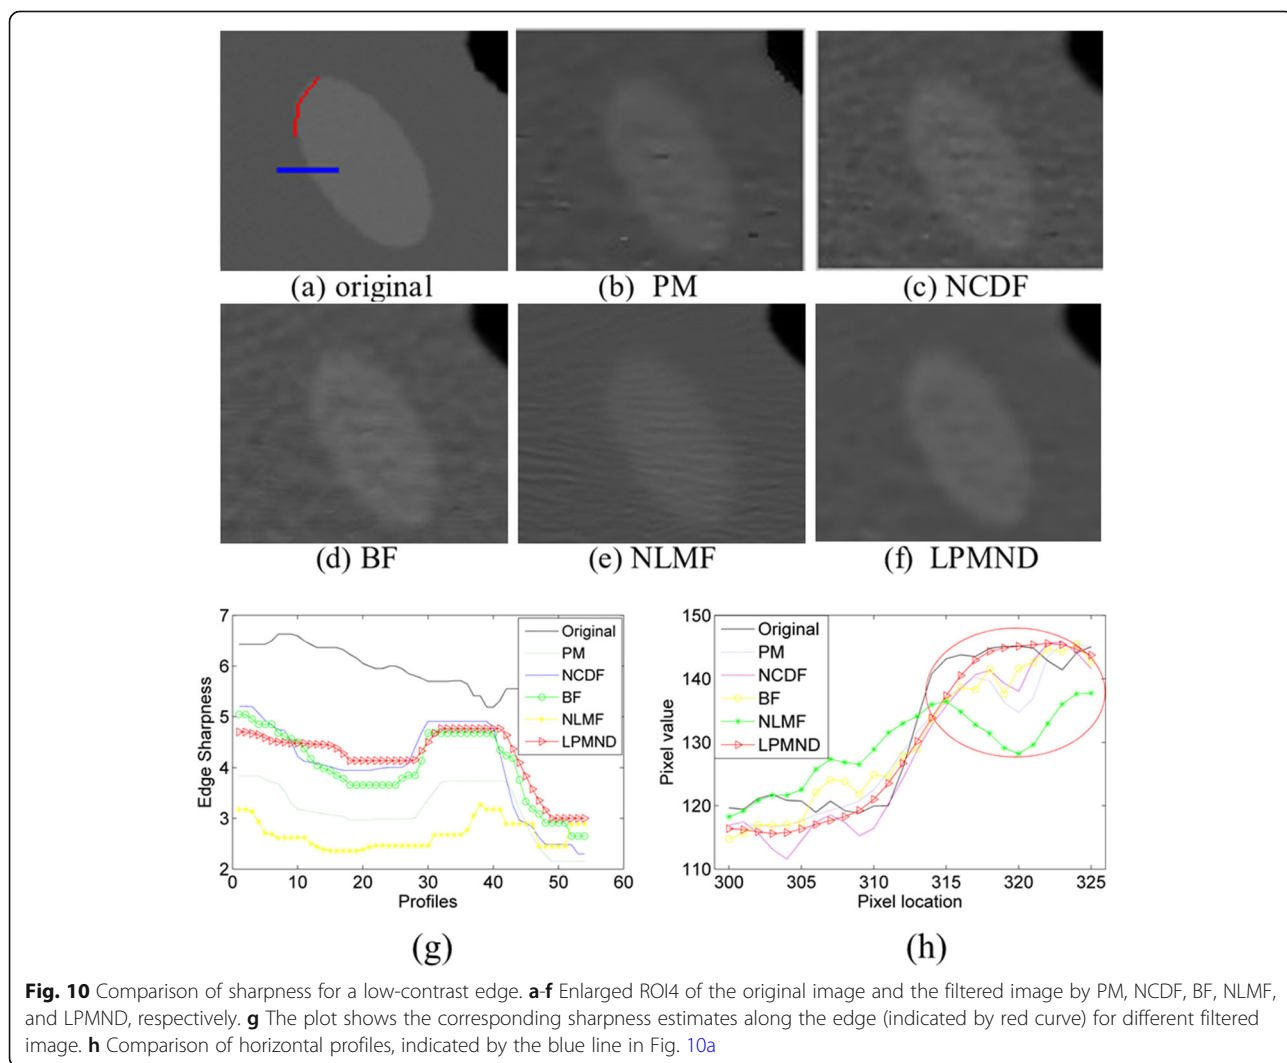 (a) original
(b) PM
(c) NCDF
(d) BF
(e) NLMF
(f) LPMND
7
6
5
4
3
2
Edge Sharpness
0
10
20
30
40
50
60
Profiles
Original
PM
NCDF
BF
NLMF
LPMND
(g)
150
140
130
120
110
Pixel value
300
305
310
315
320
325
Pixel location
Original
PM
NCDF
BF
NLMF
LPMND
(h)
Fig. 10 Comparison of sharpness for a low-contrast edge. a-f Enlarged ROI4 of the original image and the filtered image by PM, NCDF, BF, NLMF,
and LPMND, respectively. g The plot shows the corresponding sharpness estimates along the edge (indicated by red curve) for different filtered
image. h Comparison of horizontal profiles, indicated by the blue line in Fig. 10a